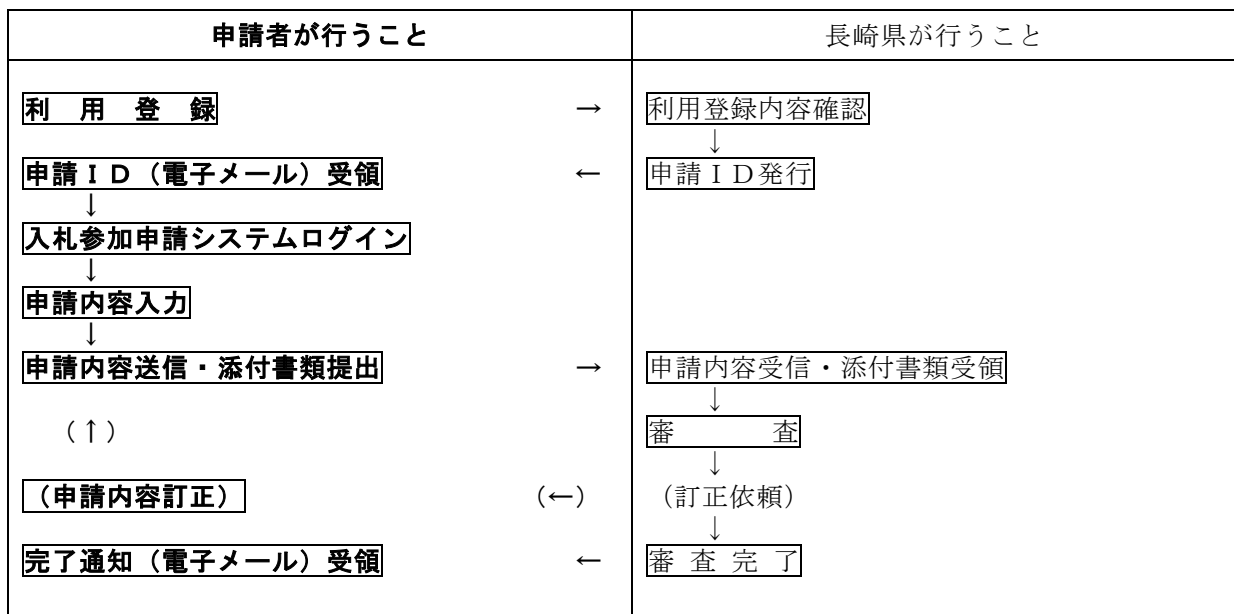 申請者が行うこと 長崎県が行うこと
利 用 登 録 → 利用登録内容確認
↓
申請ＩＤ（電子メール）受領 ← 申請ＩＤ発行
↓
入札参加申請システムログイン
↓
申請内容入力
↓
申請内容送信・添付書類提出 → 申請内容受信・添付書類受領
↓
（↑） 審 査
↓
（申請内容訂正） （←） （訂正依頼）
↓
完了通知（電子メール）受領 ← 審 査 完 了